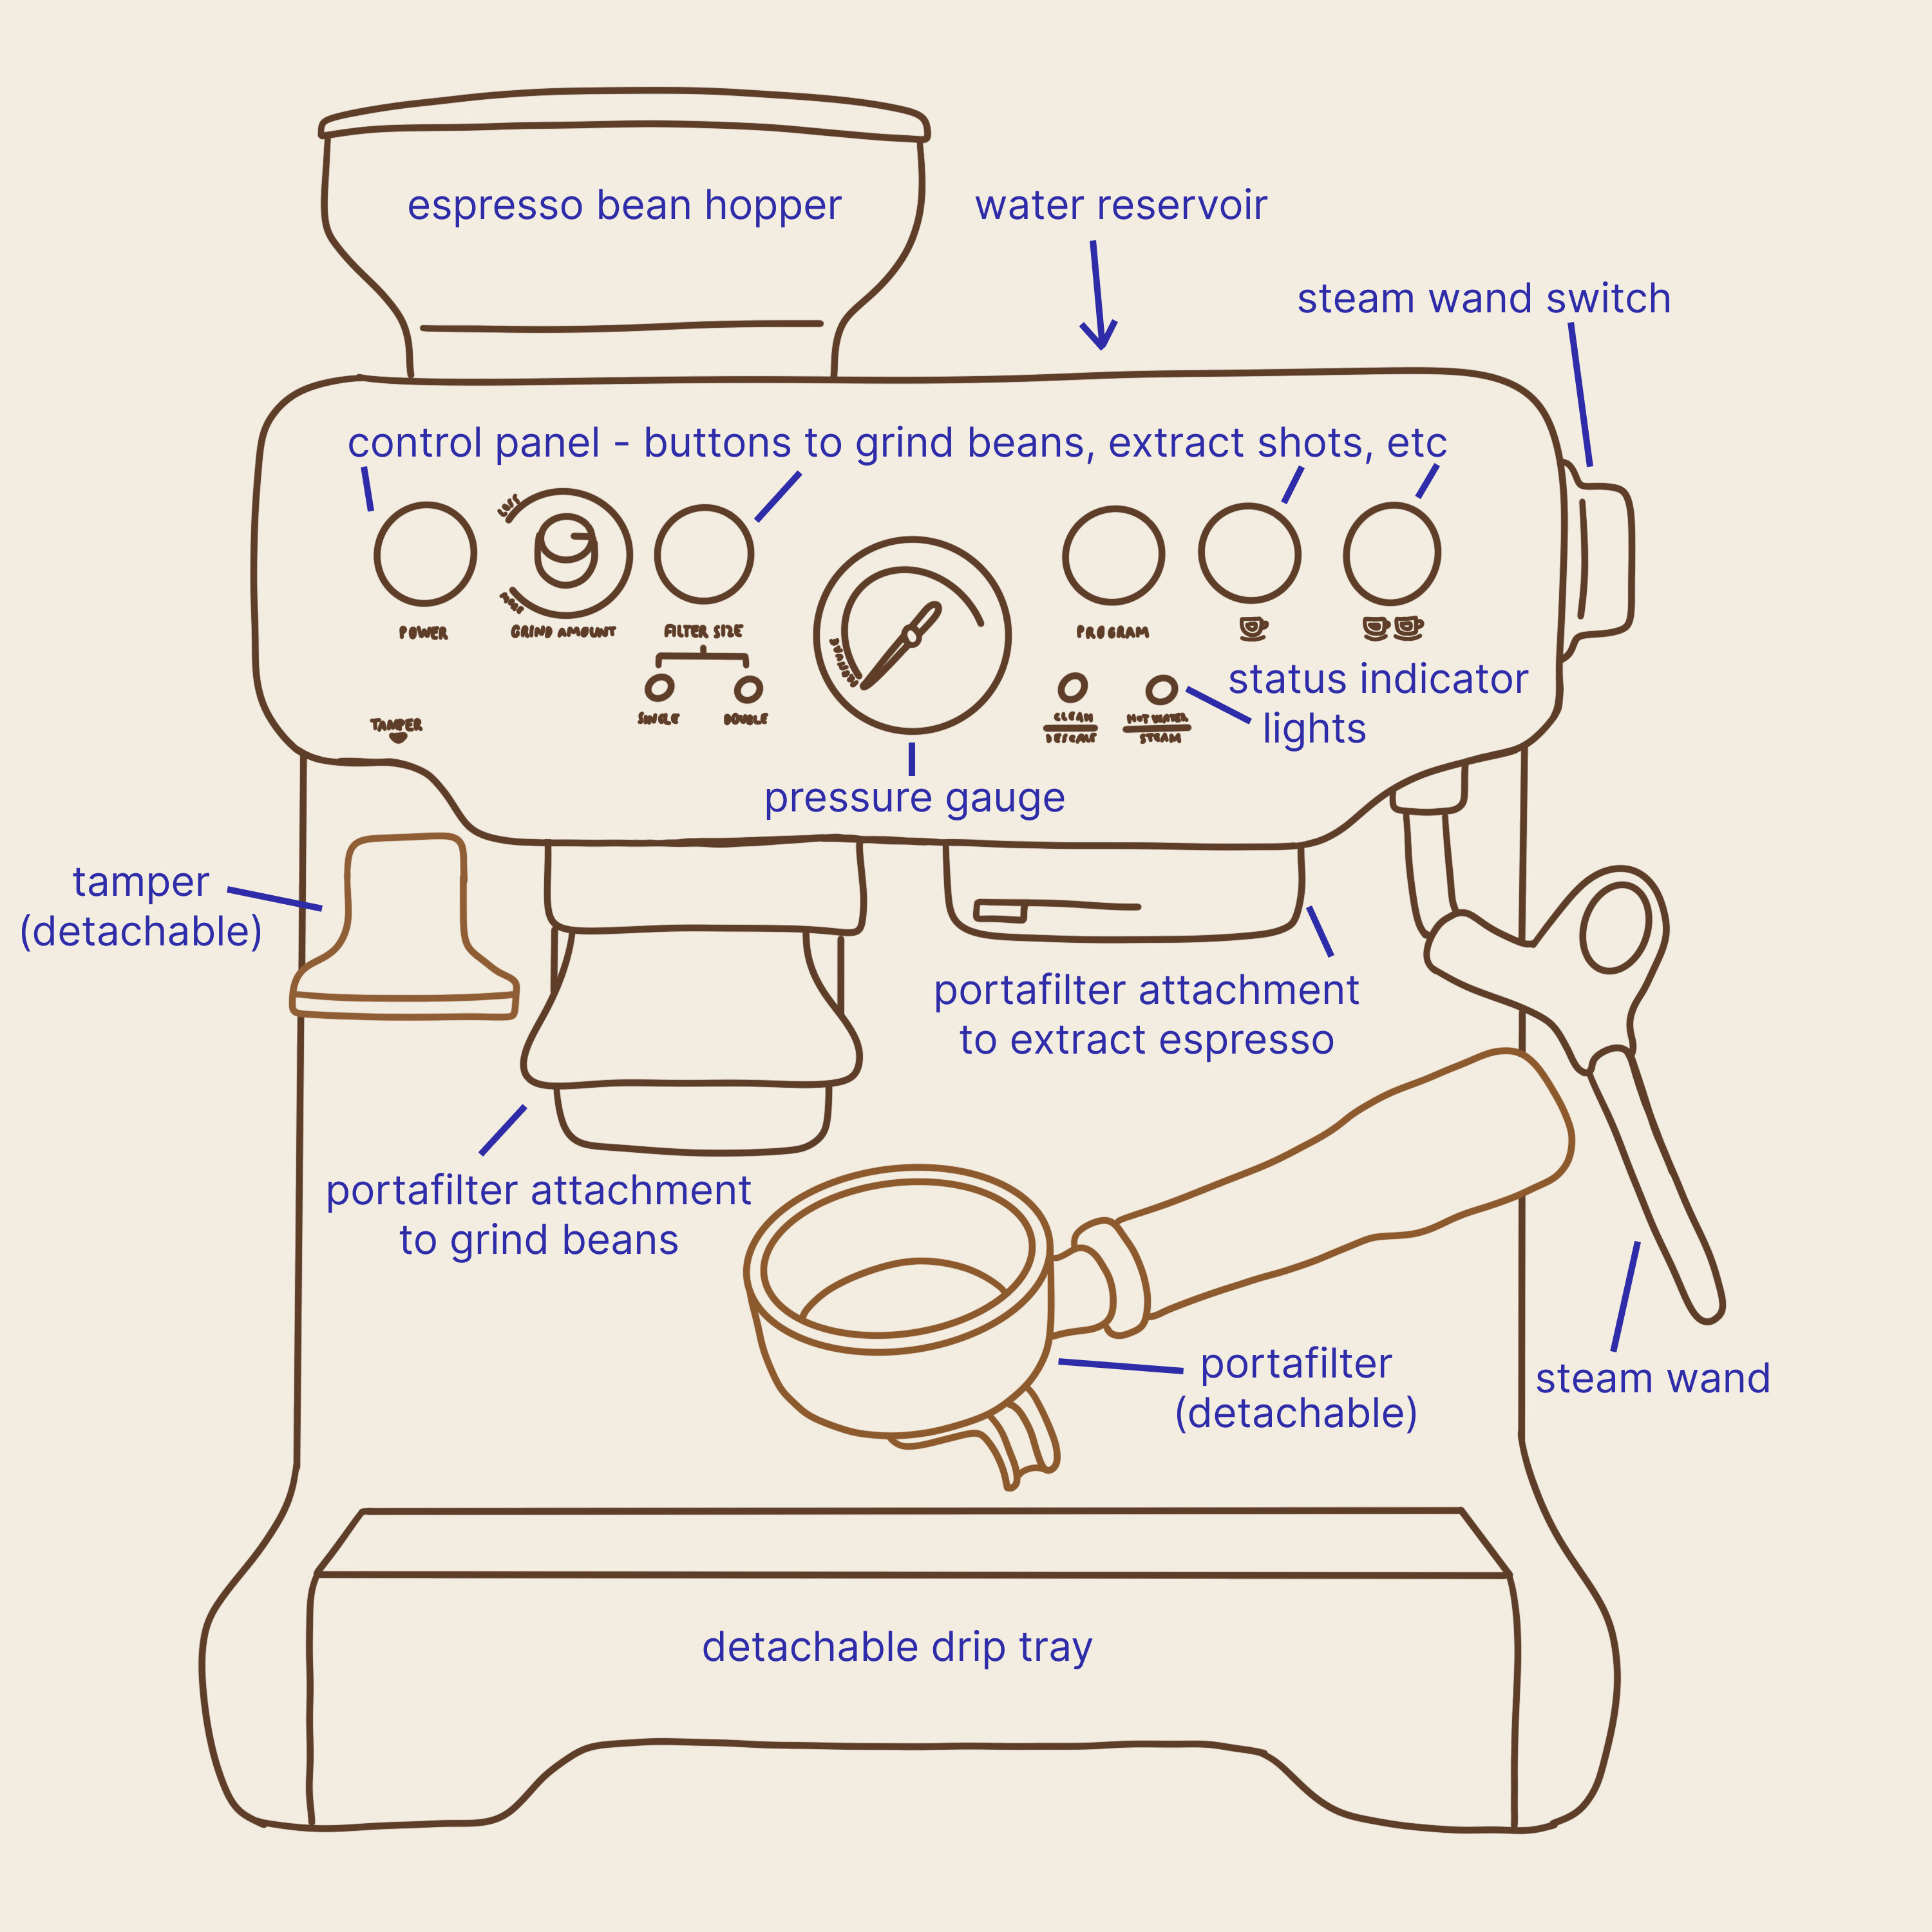 espresso bean hopper
water reservoir
steam wand switch
control panel - buttons to grind beans, extract shots, etc
LESS
MORE
POWER
GRIND AMOUNT
FILTER SIZE
PROGRAM
SINGLE
DOUBLE
MANUAL
CLEAN
DESCALE
HOT WATER
STEAM
status indicator
lights
TAMPER
pressure gauge
tamper
(detachable)
portafilter attachment
to extract espresso
portafilter attachment
to grind beans
portafilter
(detachable)
steam wand
detachable drip tray